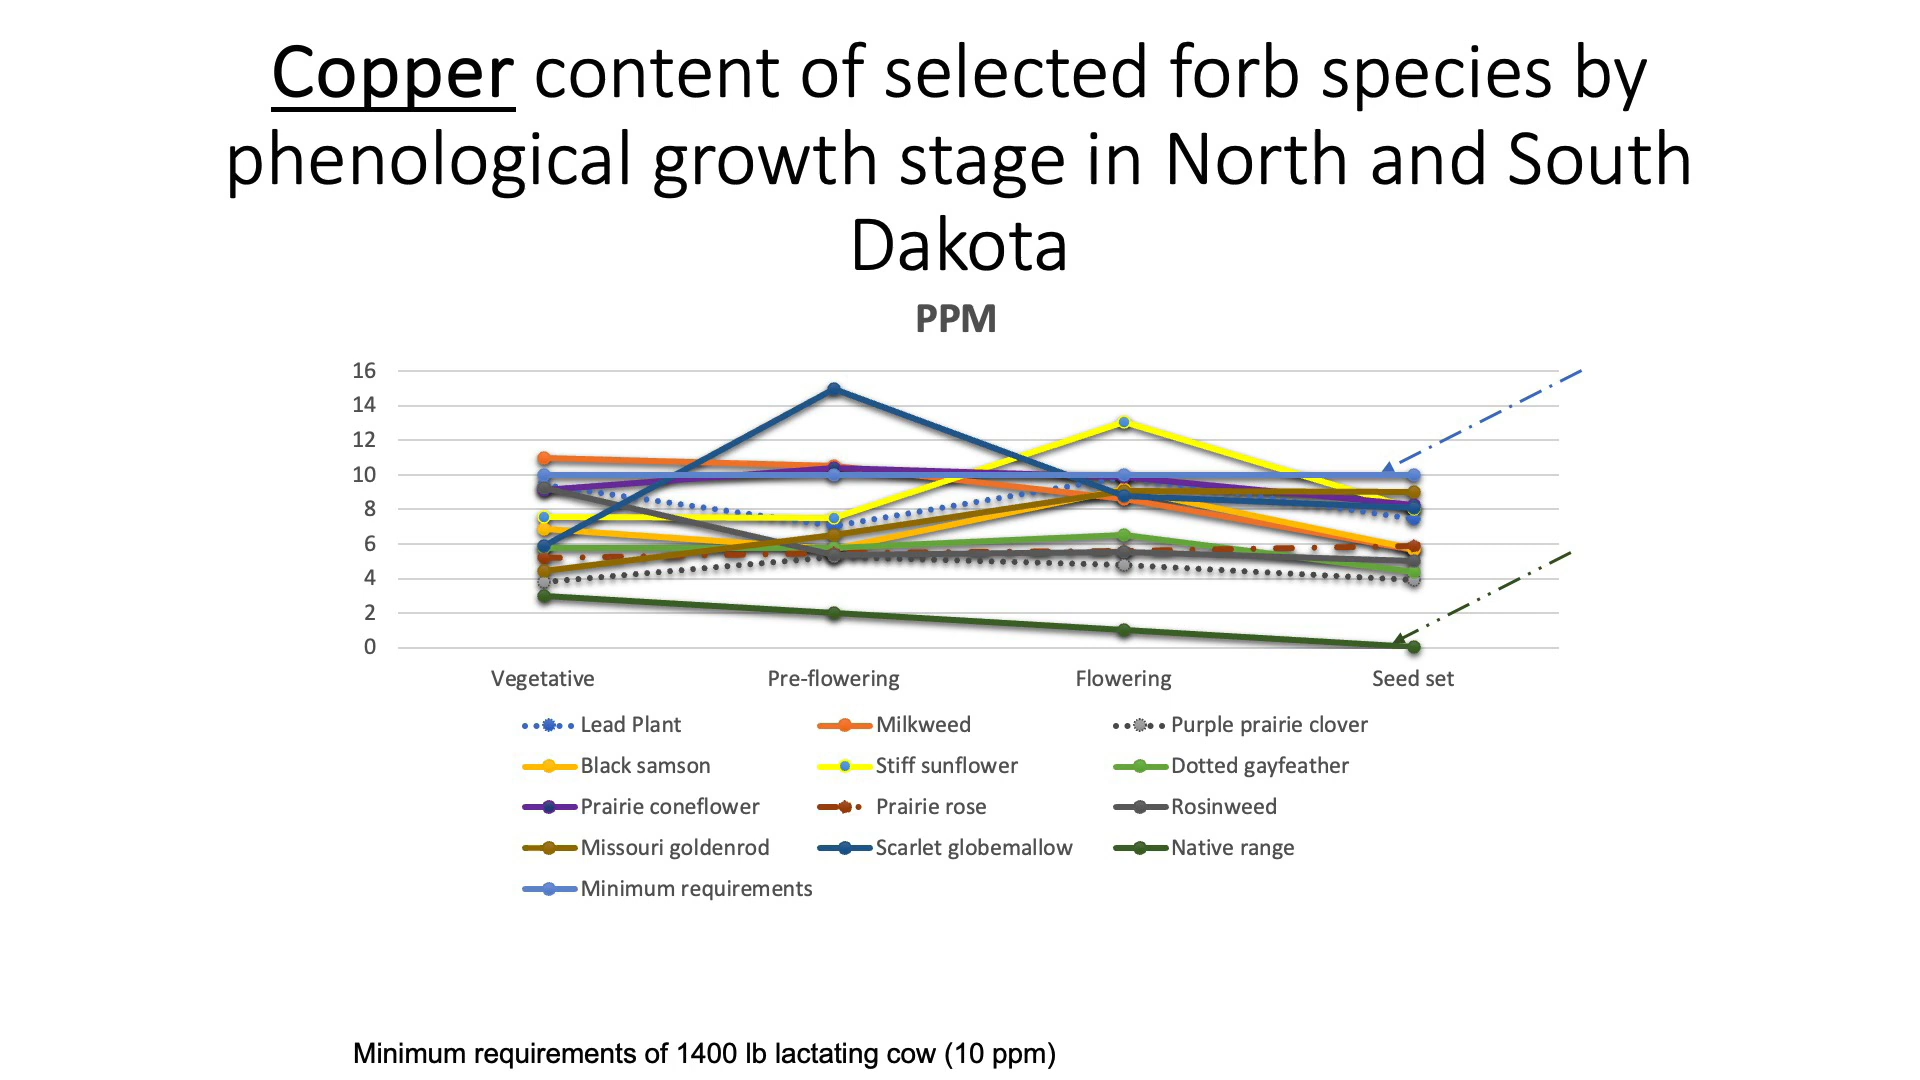 Copper content of selected forb species by
phenological growth stage in North and South
Dakota
PPM
16
14
12
10
8
6
4
2
0
Vegetative Pre-flowering Flowering Seed set
Lead Plant Milkweed Purple prairie clover
Black samson Stiff sunflower Dotted gayfeather
Prairie coneflower Prairie rose Rosinweed
Missouri goldenrod Scarlet globemallow Native range
Minimum requirements
Minimum requirements of 1400 lb lactating cow (10 ppm)